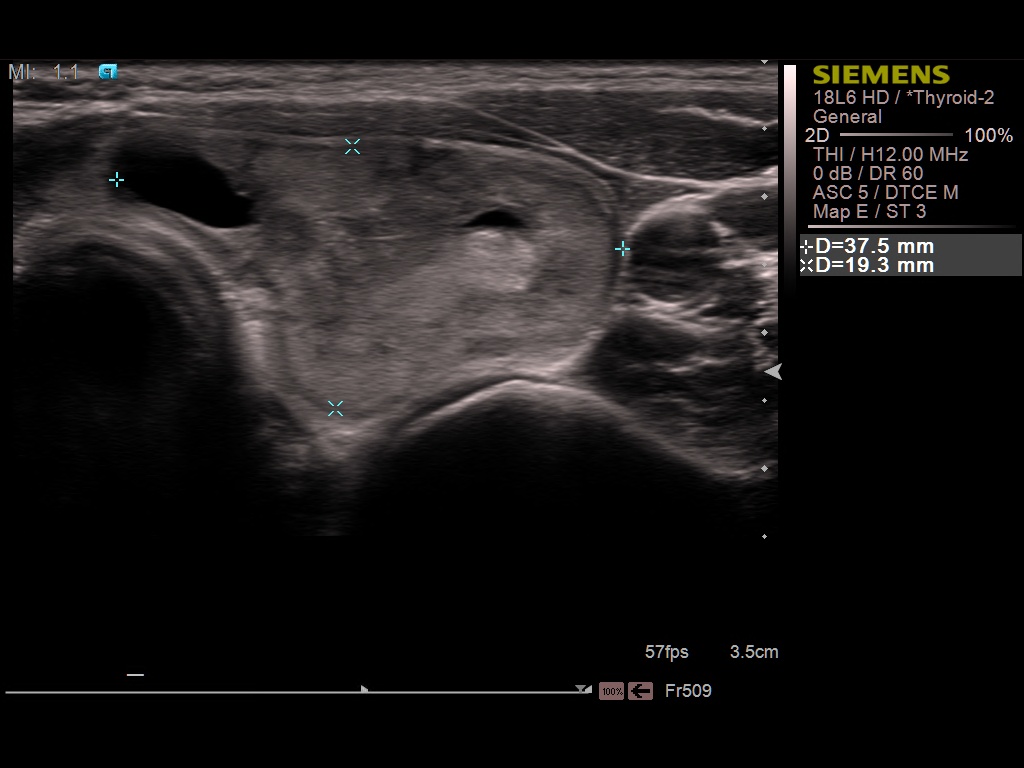 MI: 1.1
SIEMENS
18L6 HD / *Thyroid-2
General
2D 100%
THI / H12.00 MHz
0 dB / DR 60
ASC 5 / DTCE M
Map E / ST 3
D=37.5 mm
D=19.3 mm
57fps 3.5cm
100% Fr509